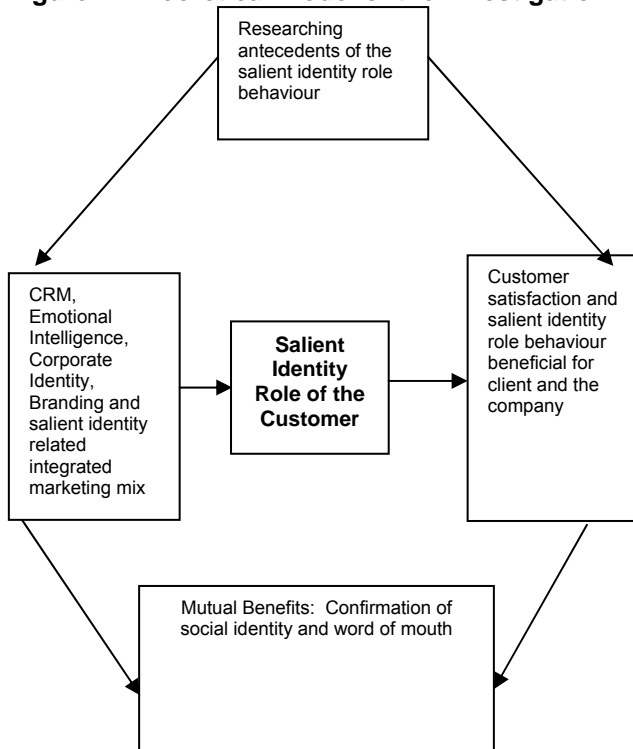 Researching
antecedents of the
salient identity role
behaviour
CRM,
Emotional
Intelligence,
Corporate
Identity,
Branding and
salient identity
related
integrated
marketing mix
Salient
Identity
Role of the
Customer
Customer
satisfaction and
salient identity
role behaviour
beneficial for
client and the
company
Mutual Benefits: Confirmation of
social identity and word of mouth